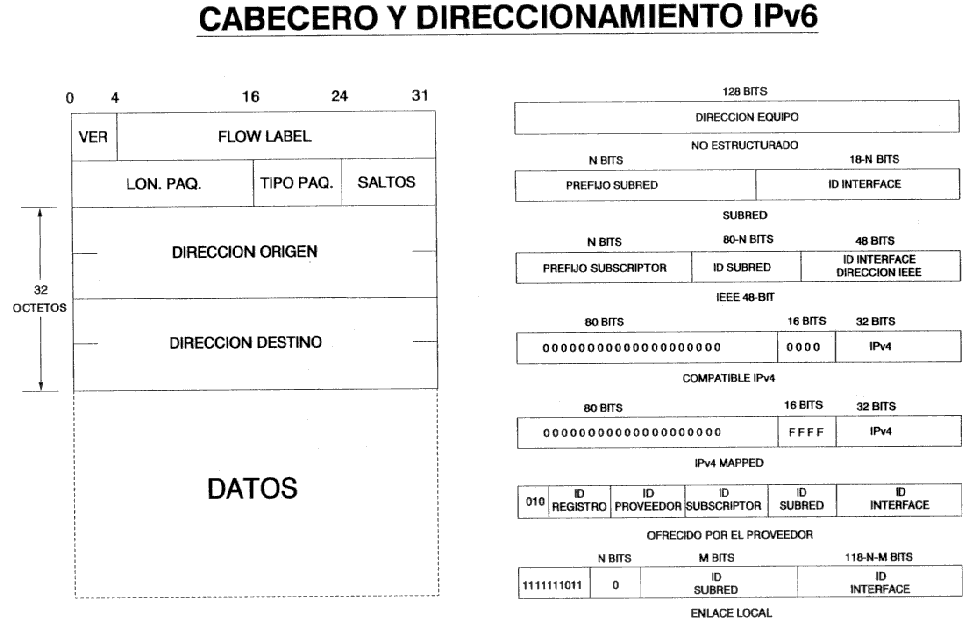 CABECERO Y DIRECCIONAMIENTO IPv6
0 4 16 24 31
VER FLOW LABEL
LON. PAQ. TIPO PAQ. SALTOS
DIRECCION ORIGEN
32
OCTETOS
DIRECCION DESTINO
DATOS
128 BITS
DIRECCION EQUIPO
NO ESTRUCTURADO
N BITS 18-N BITS
PREFIJO SUBRED ID INTERFACE
SUBRED
N BITS 80-N BITS 48 BITS
PREFIJO SUBSCRIPTOR ID SUBRED ID INTERFACE
DIRECCION IEEE
IEEE 48-BIT
80 BITS 16 BITS 32 BITS
00000000000000000000 0000 IPv4
COMPATIBLE IPv4
80 BITS 16 BITS 32 BITS
00000000000000000000 FFFF IPv4
IPv4 MAPPED
010 ID ID ID ID ID
REGISTRO PROVEEDOR SUBSCRIPTOR SUBRED INTERFACE
OFRECIDO POR EL PROVEEDOR
N BITS M BITS 118-N-M BITS
1111111011 0 ID ID
SUBRED INTERFACE
ENLACE LOCAL